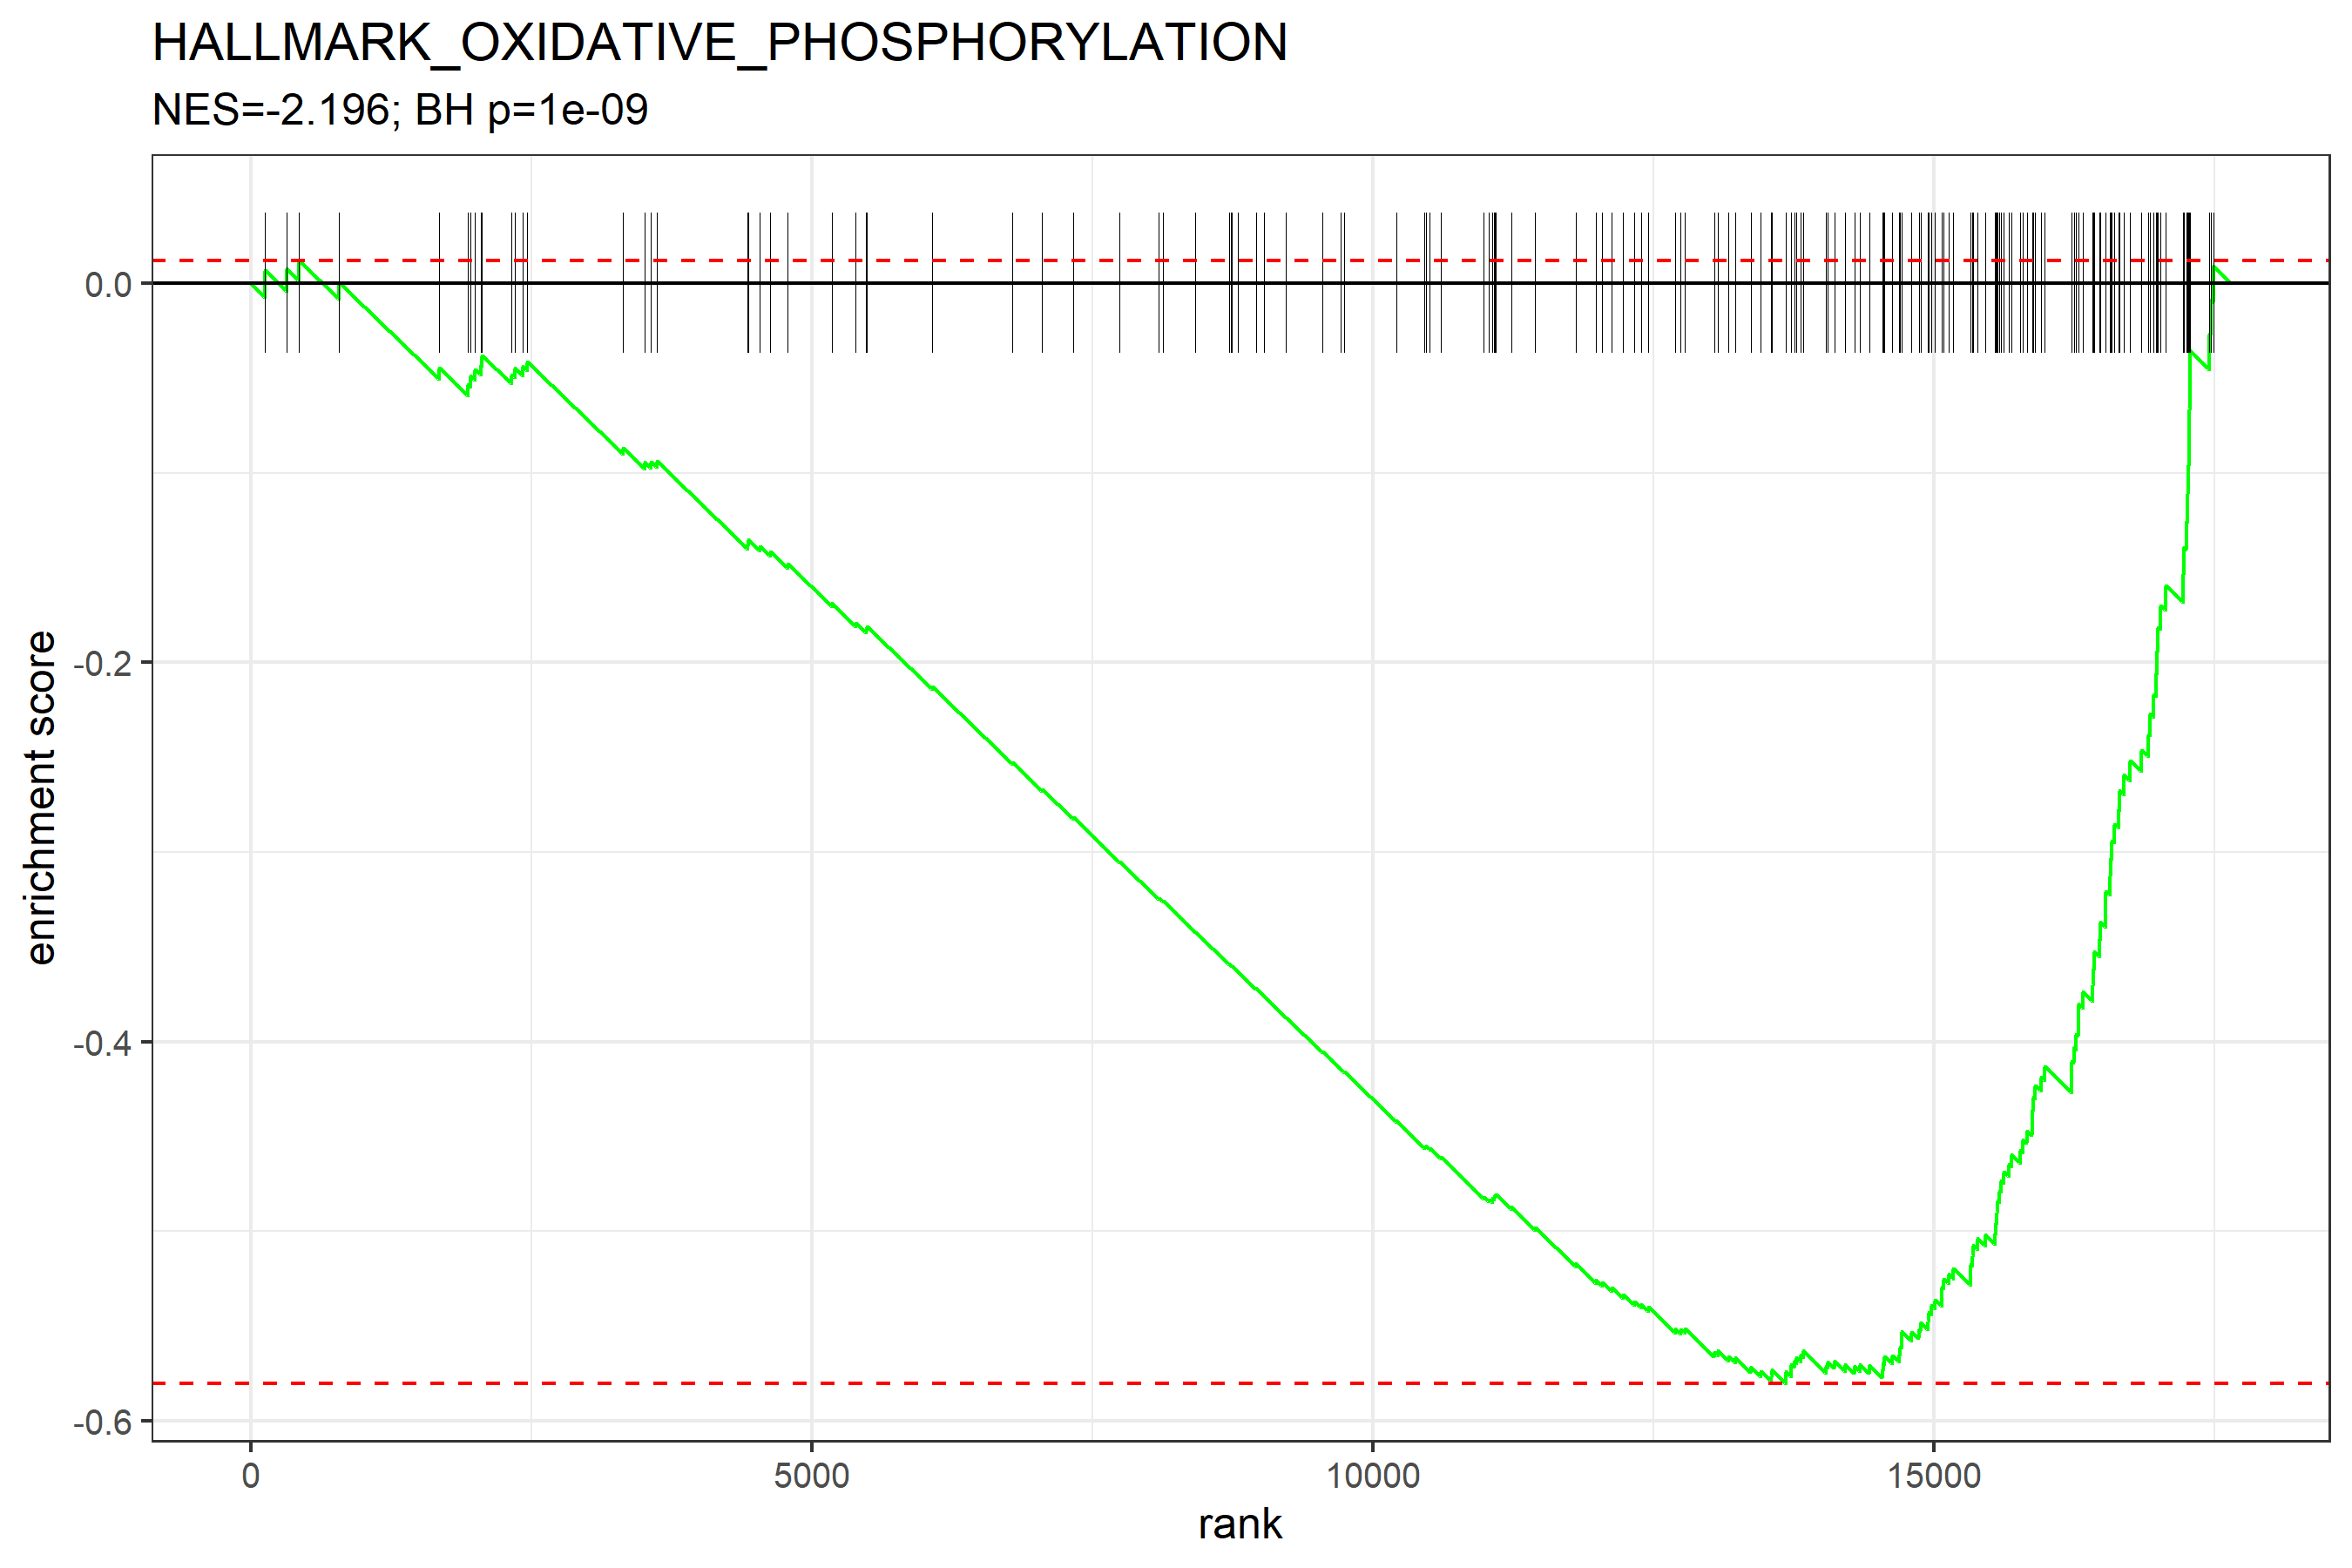 HALLMARK_OXIDATIVE_PHOSPHORYLATION
NES=-2.196; BH p=1e-09
enrichment score
0.0
-0.2
-0.4
-0.6
0 5000 10000 15000
rank